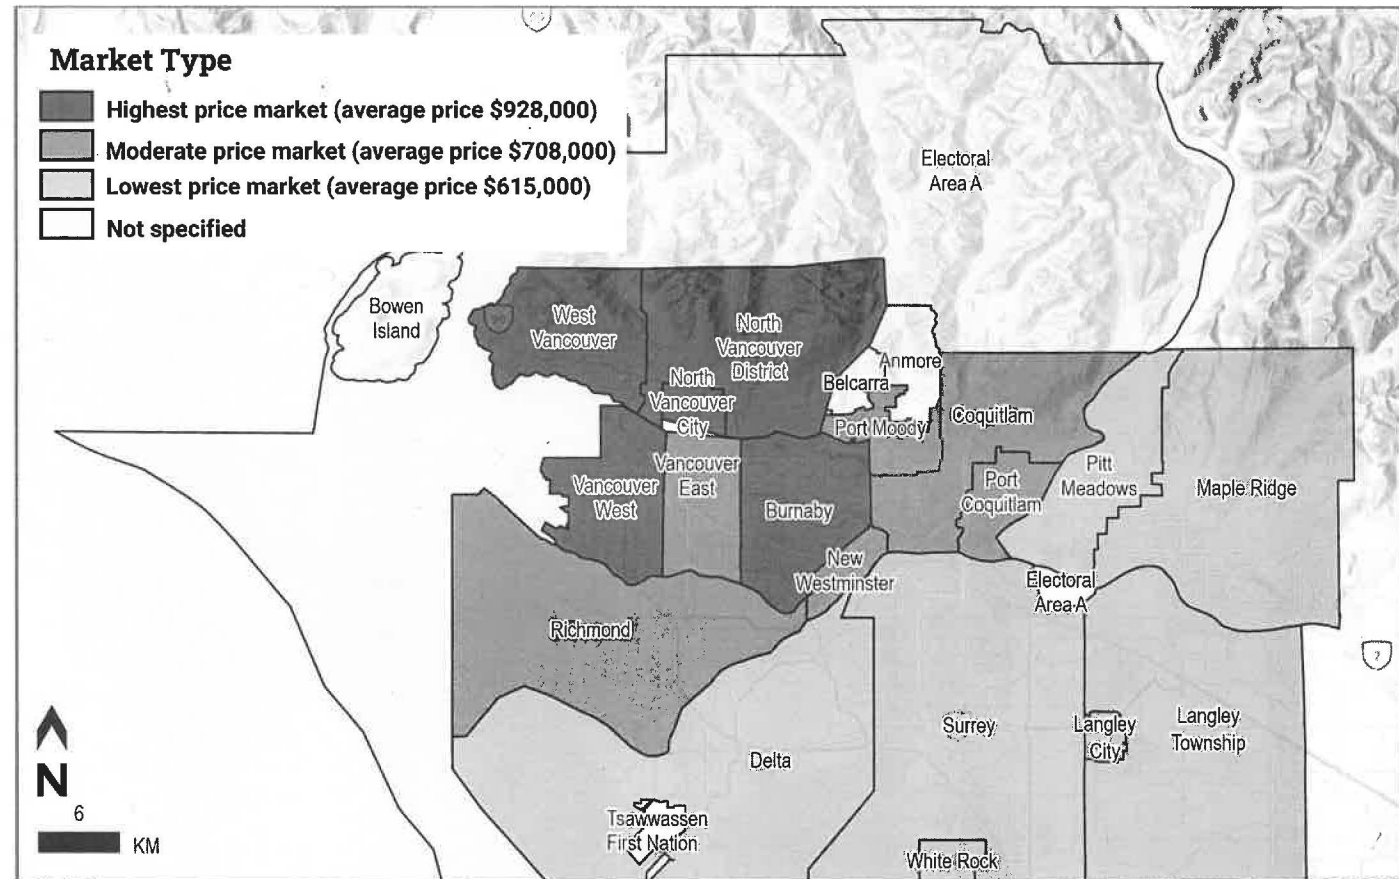 Market Type
Highest price market (average price $928,000)
Moderate price market (average price $708,000)
Lowest price market (average price $615,000)
Not specified
Electoral
Area A
Bowen
Island
West
Vancouver
North
Vancouver
District
Anmore
Belcarra
North
Vancouver
City
Port Moody
Coquitlam
Vancouver
East
Vancouver
West
Burnaby
Port
Coquitlam
Pitt
Meadows
Maple Ridge
New
Westminster
Electoral
Area A
Richmond
Surrey
Langley
City
Langley
Township
Delta
Tsawwassen
First Nation
White Rock
7
N
6
KM